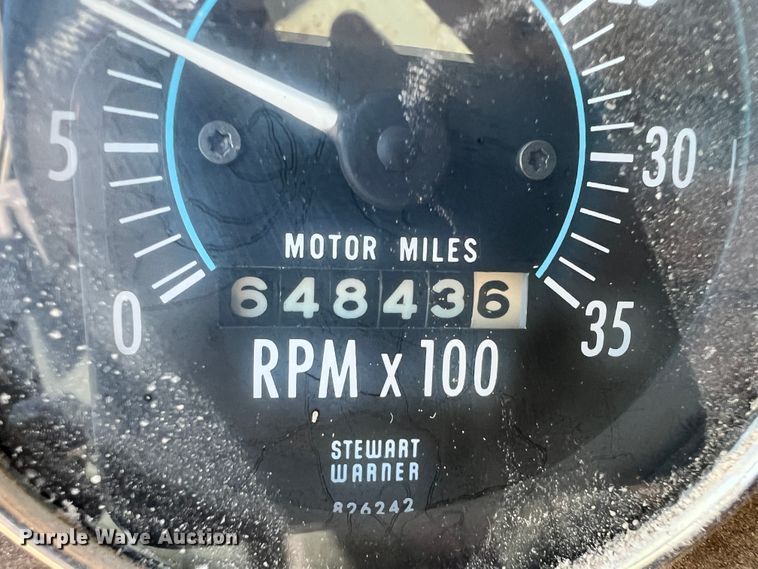 5
30
MOTOR MILES
648436
0
35
RPM x 100
STEWART
WARNER
826242
Purple Wave Auction